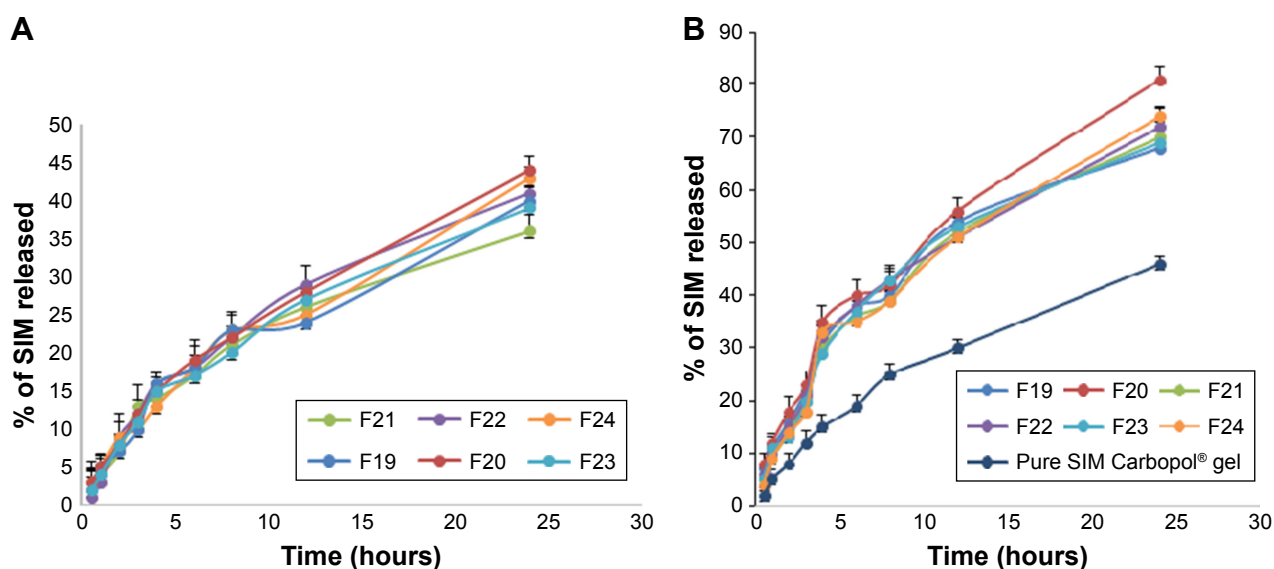 A
% of SIM released
50
45
40
35
30
25
20
15
10
5
0
0 5 10 15 20 25 30
Time (hours)
F21 F22 F24
F19 F20 F23
B
% of SIM released
90
80
70
60
50
40
30
20
10
0
0 5 10 15 20 25 30
Time (hours)
F19 F20 F21
F22 F23 F24
Pure SIM Carbopol® gel